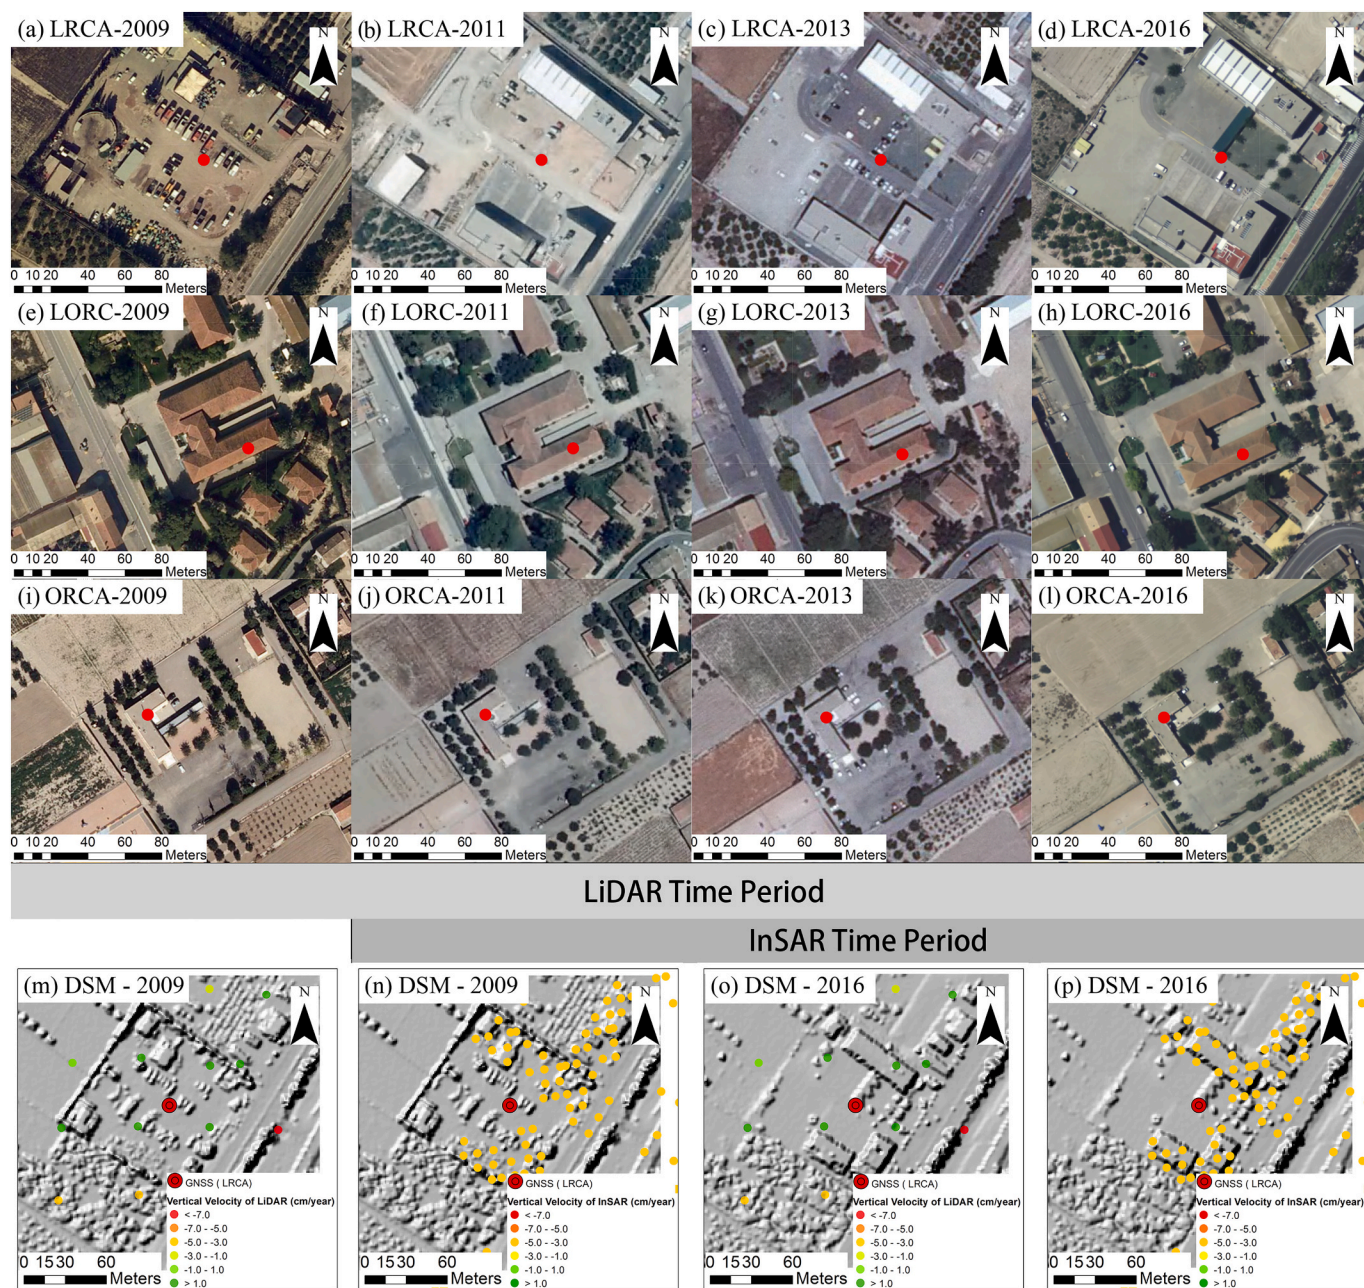 (a) LRCA-2009
N
(b) LRCA-2011
N
(c) LRCA-2013
N
(d) LRCA-2016
N
0 10 20 40 60 80
Meters
0 10 20 40 60 80
Meters
0 10 20 40 60 80
Meters
0 10 20 40 60 80
Meters
(e) LORC-2009
N
(f) LORC-2011
N
(g) LORC-2013
N
(h) LORC-2016
N
0 10 20 40 60 80
Meters
0 10 20 40 60 80
Meters
0 10 20 40 60 80
Meters
0 10 20 40 60 80
Meters
(i) ORCA-2009
N
(j) ORCA-2011
N
(k) ORCA-2013
N
(l) ORCA-2016
N
0 10 20 40 60 80
Meters
0 10 20 40 60 80
Meters
0 10 20 40 60 80
Meters
0 10 20 40 60 80
Meters
LiDAR Time Period
InSAR Time Period
(m) DSM - 2009
N
GNSS ( LRCA)
Vertical Velocity of LiDAR (cm/year)
< -7.0
-7.0 - -5.0
-5.0 - -3.0
-3.0 - -1.0
-1.0 - 1.0
> 1.0
0 15 30 60
Meters
(n) DSM - 2009
N
GNSS ( LRCA)
Vertical Velocity of InSAR (cm/year)
< -7.0
-7.0 - -5.0
-5.0 - -3.0
-3.0 - -1.0
-1.0 - 1.0
> 1.0
0 15 30 60
Meters
(o) DSM - 2016
N
GNSS ( LRCA)
Vertical Velocity of LiDAR (cm/year)
< -7.0
-7.0 - -5.0
-5.0 - -3.0
-3.0 - -1.0
-1.0 - 1.0
> 1.0
0 15 30 60
Meters
(p) DSM - 2016
N
GNSS ( LRCA)
Vertical Velocity of InSAR (cm/year)
< -7.0
-7.0 - -5.0
-5.0 - -3.0
-3.0 - -1.0
-1.0 - 1.0
> 1.0
0 15 30 60
Meters